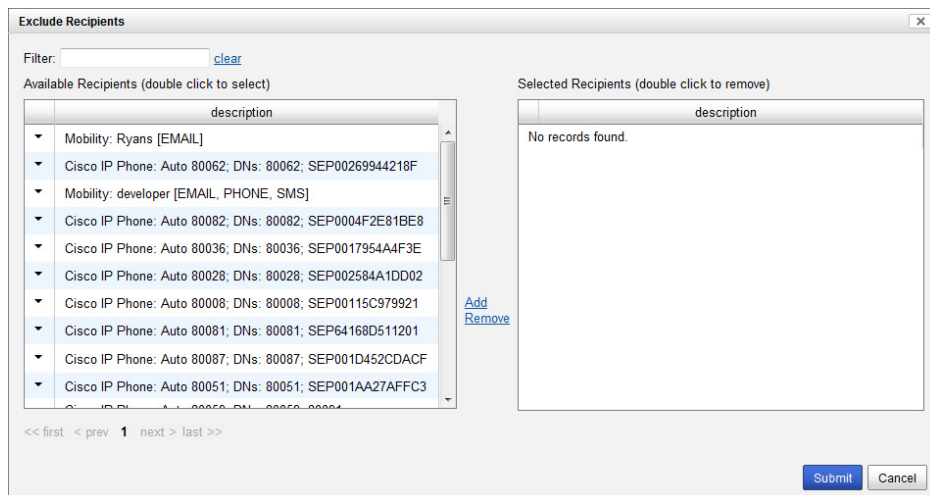 Exclude Recipients
Filter: clear
Available Recipients (double click to select)
description
Mobility: Ryans [EMAIL]
Cisco IP Phone: Auto 80062; DNs: 80062; SEP00269944218F
Mobility: developer [EMAIL, PHONE, SMS]
Cisco IP Phone: Auto 80082; DNs: 80082; SEP0004F2E81BE8
Cisco IP Phone: Auto 80036; DNs: 80036; SEP0017954A4F3E
Cisco IP Phone: Auto 80028; DNs: 80028; SEP002584A1DD02
Cisco IP Phone: Auto 80008; DNs: 80008; SEP00115C979921
Cisco IP Phone: Auto 80081; DNs: 80081; SEP64168D511201
Cisco IP Phone: Auto 80087; DNs: 80087; SEP001D452CDACF
Cisco IP Phone: Auto 80051; DNs: 80051; SEP001AA27AFFC3
<< first < prev 1 next > last >>
Add
Remove
Selected Recipients (double click to remove)
description
No records found.
Submit Cancel